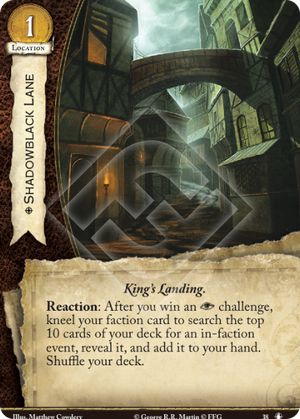 1
LOCATION
SHADOWBLACK LANE
King's Landing.
Reaction: After you win an challenge,
kneel your faction card to search the top
10 cards of your deck for an in-faction
event, reveal it, and add it to your hand.
Shuffle your deck.
Illus. Matthew Cowdery © George R.R. Martin © FFG 18